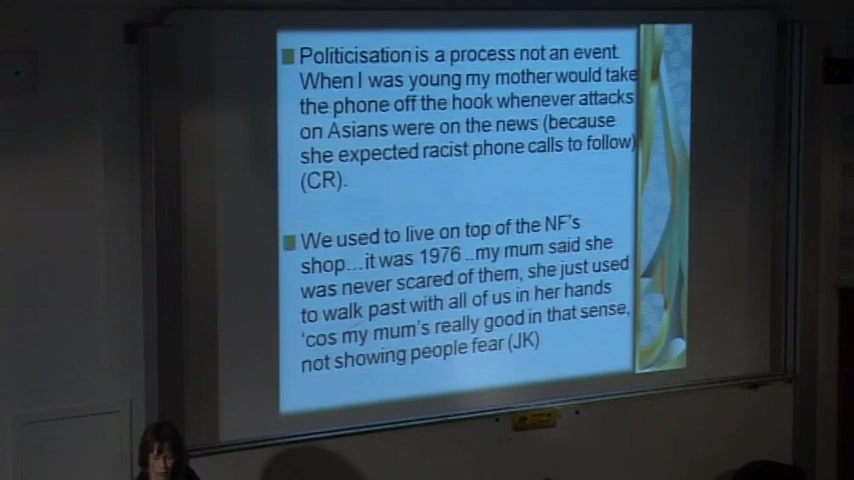 Politicisation is a process not an event.
When I was young my mother would take
the phone off the hook whenever attacks
on Asians were on the news (because
she expected racist phone calls to follow)
(CR).
We used to live on top of the NF's
shop...it was 1976 ..my mum said she
was never scared of them, she just used
to walk past with all of us in her hands
'cos my mum's really good in that sense,
not showing people fear (JK)